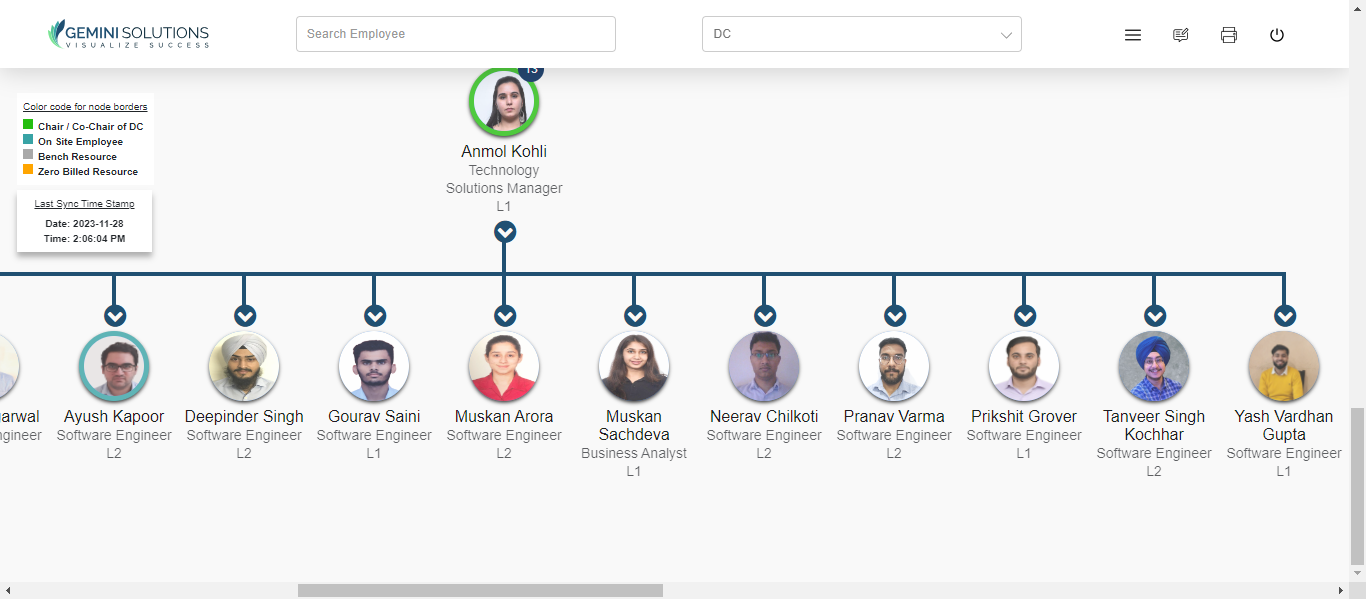 GEMINI SOLUTIONS
VISUALIZE SUCCESS
Search Employee
DC
Color code for node borders
Chair / Co-Chair of DC
On Site Employee
Bench Resource
Zero Billed Resource
Last Sync Time Stamp
Date: 2023-11-28
Time: 2:06:04 PM
13
Anmol Kohli
Technology
Solutions Manager
L1
Ayush Kapoor
Software Engineer
L2
Deepinder Singh
Software Engineer
L2
Gourav Saini
Software Engineer
L1
Muskan Arora
Software Engineer
L2
Muskan
Sachdeva
Business Analyst
L1
Neerav Chilkoti
Software Engineer
L2
Pranav Varma
Software Engineer
L2
Prikshit Grover
Software Engineer
L1
Tanveer Singh
Kochhar
Software Engineer
L2
Yash Vardhan
Gupta
Software Engineer
L1